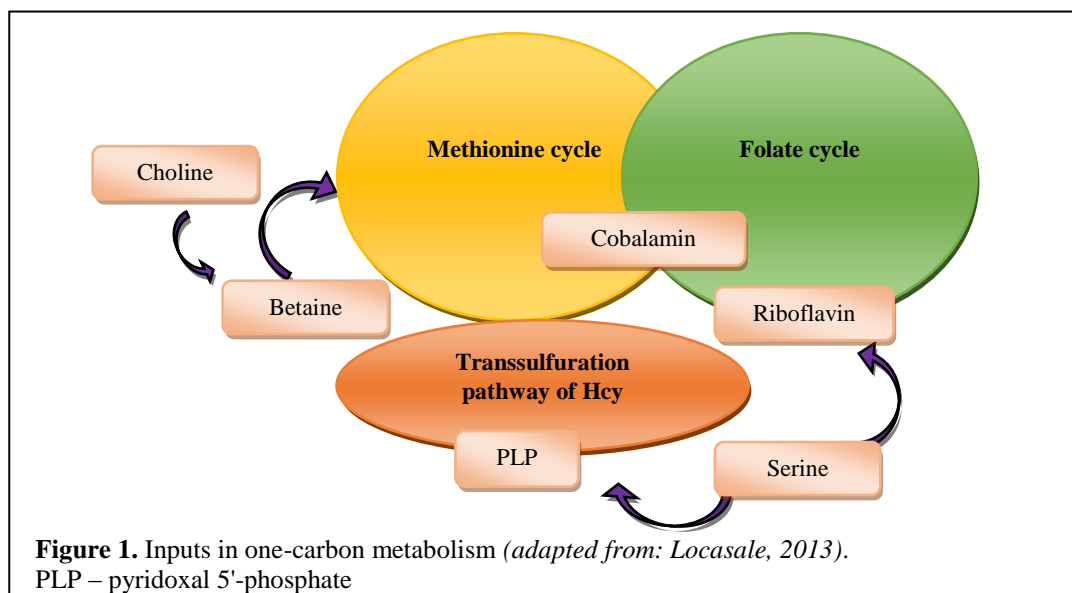 Methionine cycle
Folate cycle
Choline
Cobalamin
Betaine
Riboflavin
Transsulfuration
pathway of Hcy
PLP
Serine
Figure 1. Inputs in one-carbon metabolism (adapted from: Locasale, 2013).
PLP – pyridoxal 5'-phosphate